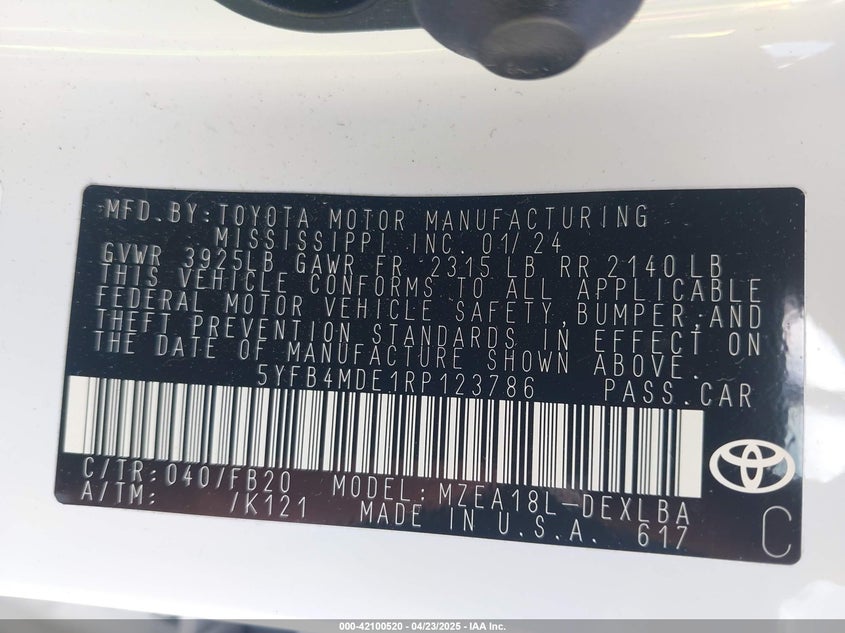 MFD.BY:TOYOTA MOTOR MANUFACTURING
MISSISSIPPI INC. 01/24
GVWR 3925LB GAWR FR 2315 LB RR 2140 LB
THIS VEHICLE CONFORMS TO ALL APPLICABLE
FEDERAL MOTOR VEHICLE SAFETY,BUMPER,AND
THEFT PREVENTION STANDARDS IN EFFECT ON
THE DATE OF MANUFACTURE SHOWN ABOVE.
5YFB4MDE1RP123786 PASS.CAR
C/TR:040/FB20 MODEL:MZEA18L-DEXLBA
A/TM: /K121 MADE IN U.S.A. 617
C
000-42100520 - 04/23/2025 - IAA Inc.